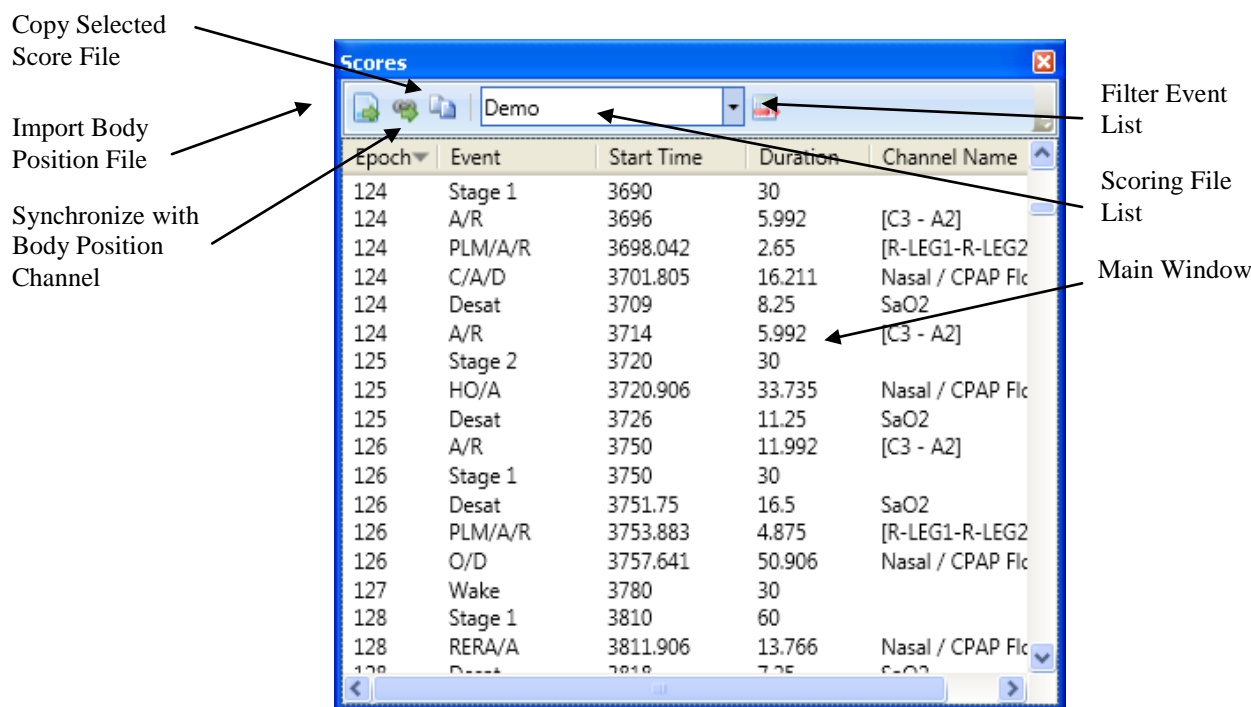 Copy Selected
Score File
Import Body
Position File
Synchronize with
Body Position
Channel
Scores
Demo
Epoch Event Start Time Duration Channel Name
124 Stage 1 3690 30
124 A/R 3696 5.992 [C3 - A2]
124 PLM/A/R 3698.042 2.65 [R-LEG1-R-LEG2
124 C/A/D 3701.805 16.211 Nasal / CPAP Flc
124 Desat 3709 8.25 SaO2
124 A/R 3714 5.992 [C3 - A2]
125 Stage 2 3720 30
125 HO/A 3720.906 33.735 Nasal / CPAP Flc
125 Desat 3726 11.25 SaO2
126 A/R 3750 11.992 [C3 - A2]
126 Stage 1 3750 30
126 Desat 3751.75 16.5 SaO2
126 PLM/A/R 3753.883 4.875 [R-LEG1-R-LEG2
126 O/D 3757.641 50.906 Nasal / CPAP Flc
127 Wake 3780 30
128 Stage 1 3810 60
128 RERA/A 3811.906 13.766 Nasal / CPAP Flc
128 Desat 3818 7.25 SaO2
Filter Event
List
Scoring File
List
Main Window